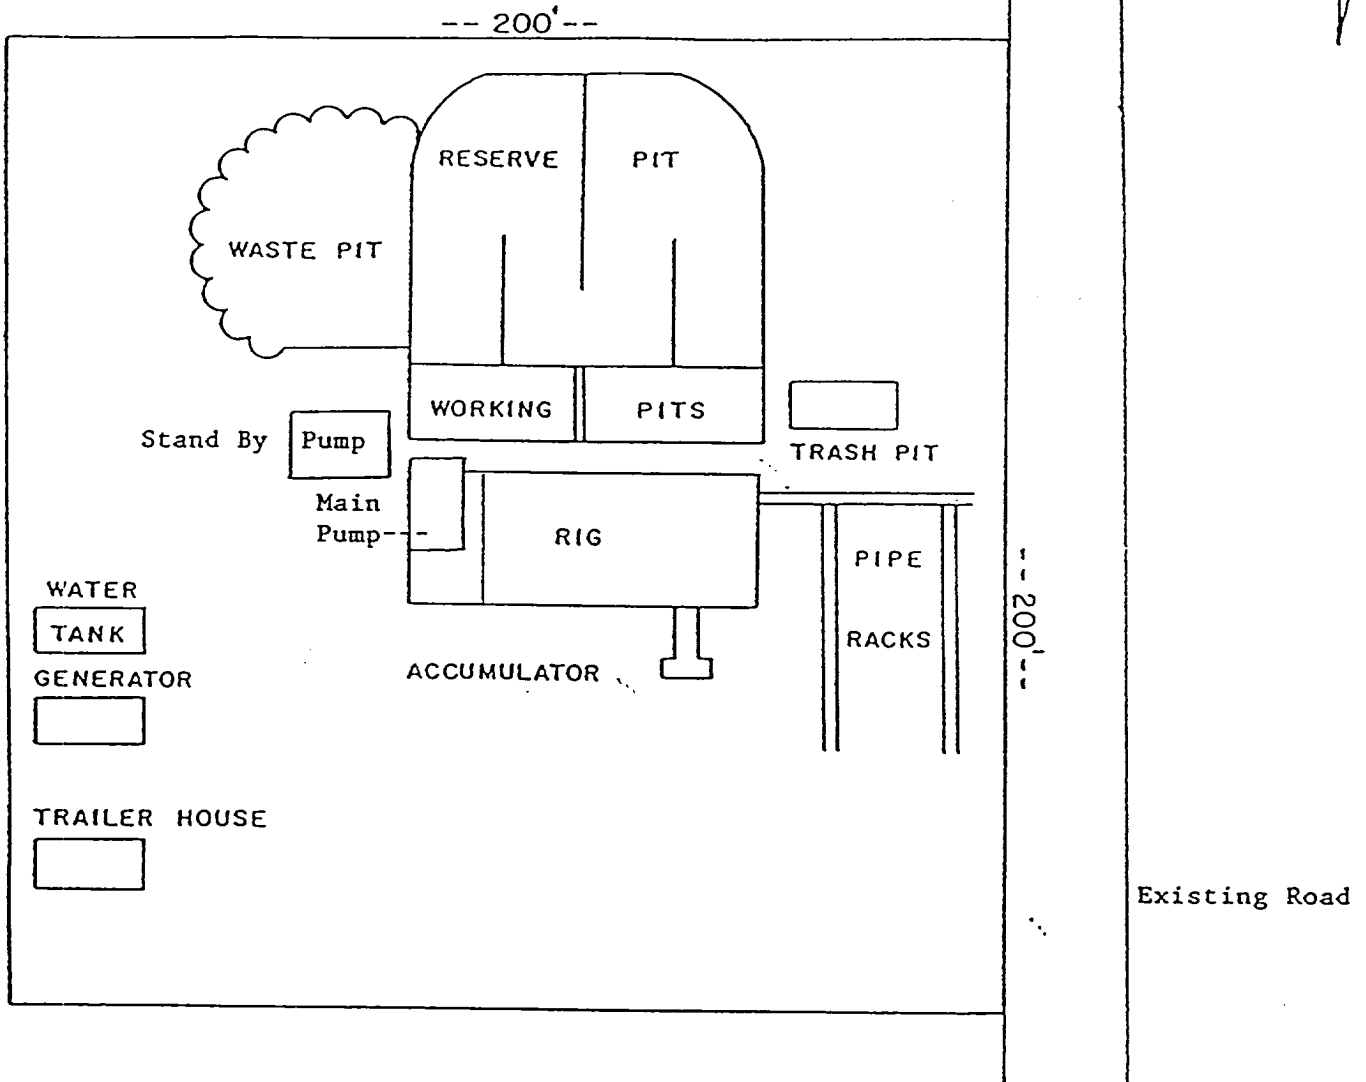 -- 200' --
RESERVE PIT
WASTE PIT
WORKING PITS
Stand By Pump
TRASH PIT
Main
Pump---
RIG
PIPE
RACKS
--200'--
WATER
TANK
GENERATOR
ACCUMULATOR
TRAILER HOUSE
Existing Road